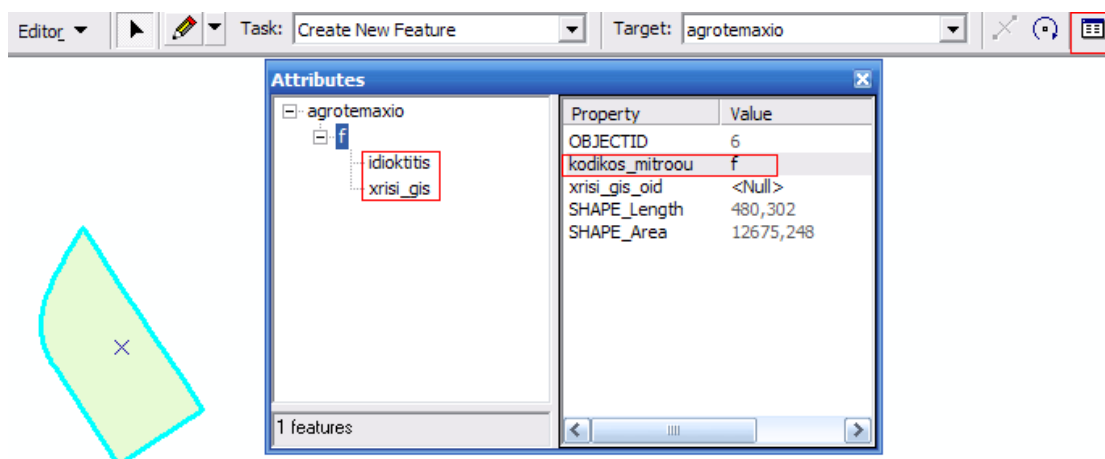 Editor Task: Create New Feature Target: agrotemaxio
Attributes
agrotemaxio
f
idioktitis
xrisi_gis
Property Value
OBJECTID 6
kodikos_mitroou f
xrisi_gis_oid <Null>
SHAPE_Length 480,302
SHAPE_Area 12675,248
1 features